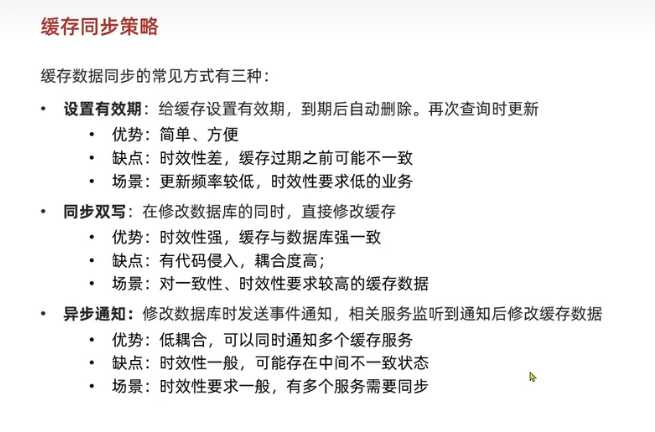 缓存同步策略
缓存数据同步的常见方式有三种：
• 设置有效期：给缓存设置有效期，到期后自动删除。再次查询时更新
• 优势：简单、方便
• 缺点：时效性差，缓存过期之前可能不一致
• 场景：更新频率较低，时效性要求低的业务
• 同步双写：在修改数据库的同时，直接修改缓存
• 优势：时效性强，缓存与数据库强一致
• 缺点：有代码侵入，耦合度高；
• 场景：对一致性、时效性要求较高的缓存数据
• 异步通知：修改数据库时发送事件通知，相关服务监听到通知后修改缓存数据
• 优势：低耦合，可以同时通知多个缓存服务
• 缺点：时效性一般，可能存在中间不一致状态
• 场景：时效性要求一般，有多个服务需要同步